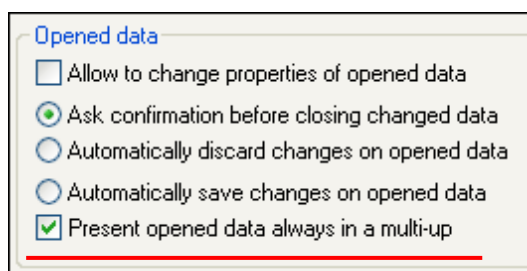 Opened data
Allow to change properties of opened data
Ask confirmation before closing changed data
Automatically discard changes on opened data
Automatically save changes on opened data
Present opened data always in a multi-up